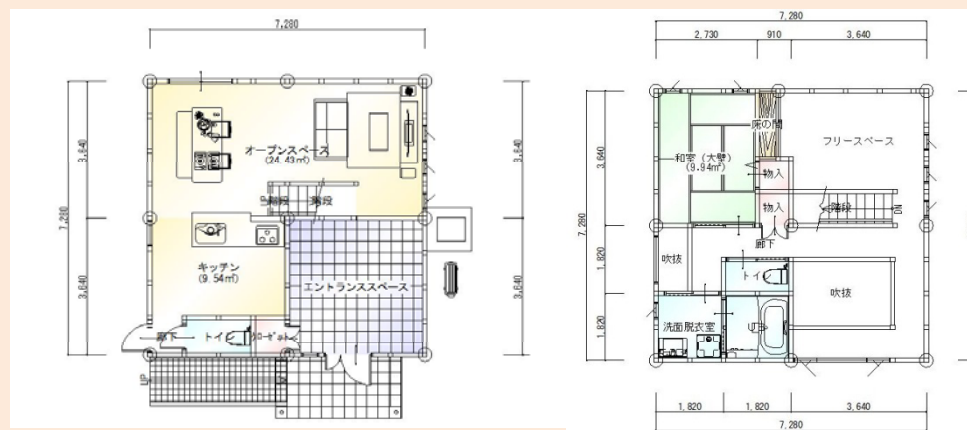 7,280
7,280
3,640
3,640
3,640
3,640
オープンスペース
(24.43㎡)
UP
階段
キッチン
(9.54㎡)
エントランススペース
廊下
トイレ
クローゼット
UP
7,280
2,730
910
3,640
7,280
3,640
1,820
1,820
床の間
フリースペース
和室(大壁)
(9.94㎡)
物入
物入
階段
DN
廊下
吹抜
トイレ
吹抜
洗面脱衣室
1,820
1,820
3,640
7,280